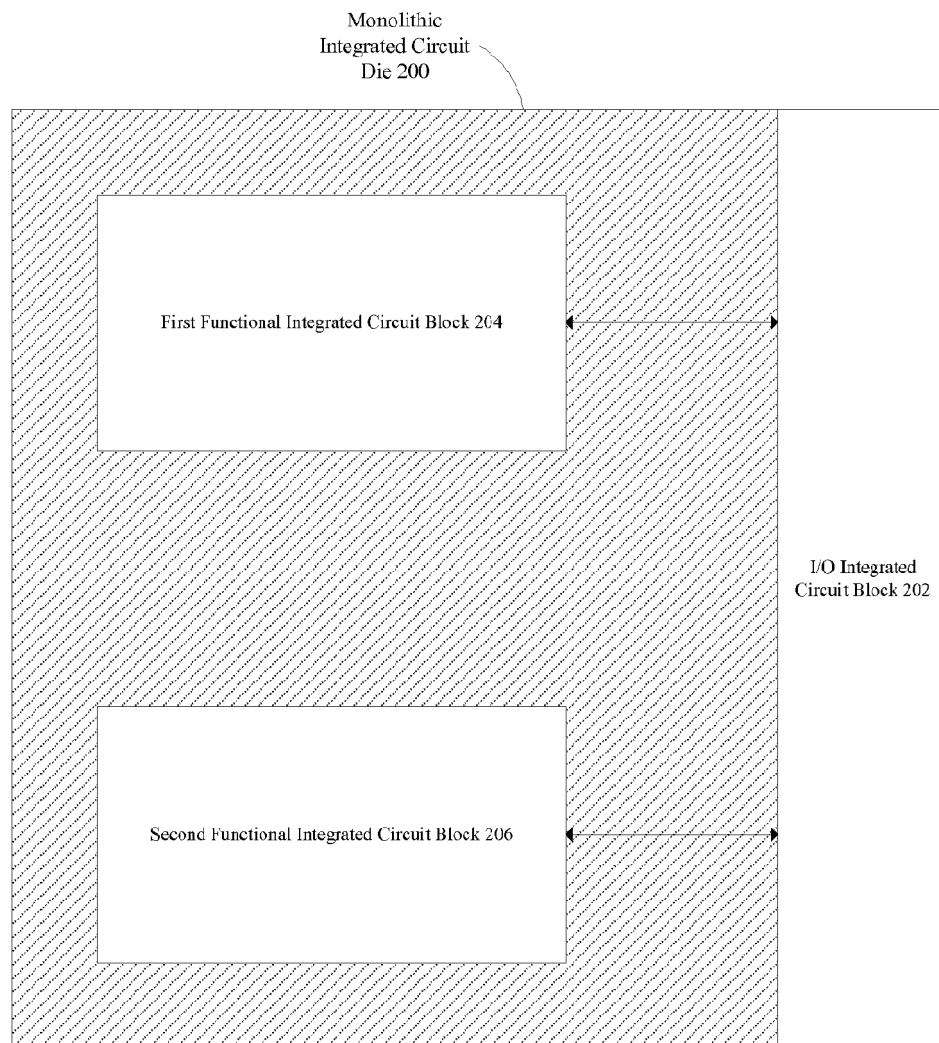 Monolithic
Integrated Circuit
Die 200
First Functional Integrated Circuit Block 204
I/O Integrated
Circuit Block 202
Second Functional Integrated Circuit Block 206